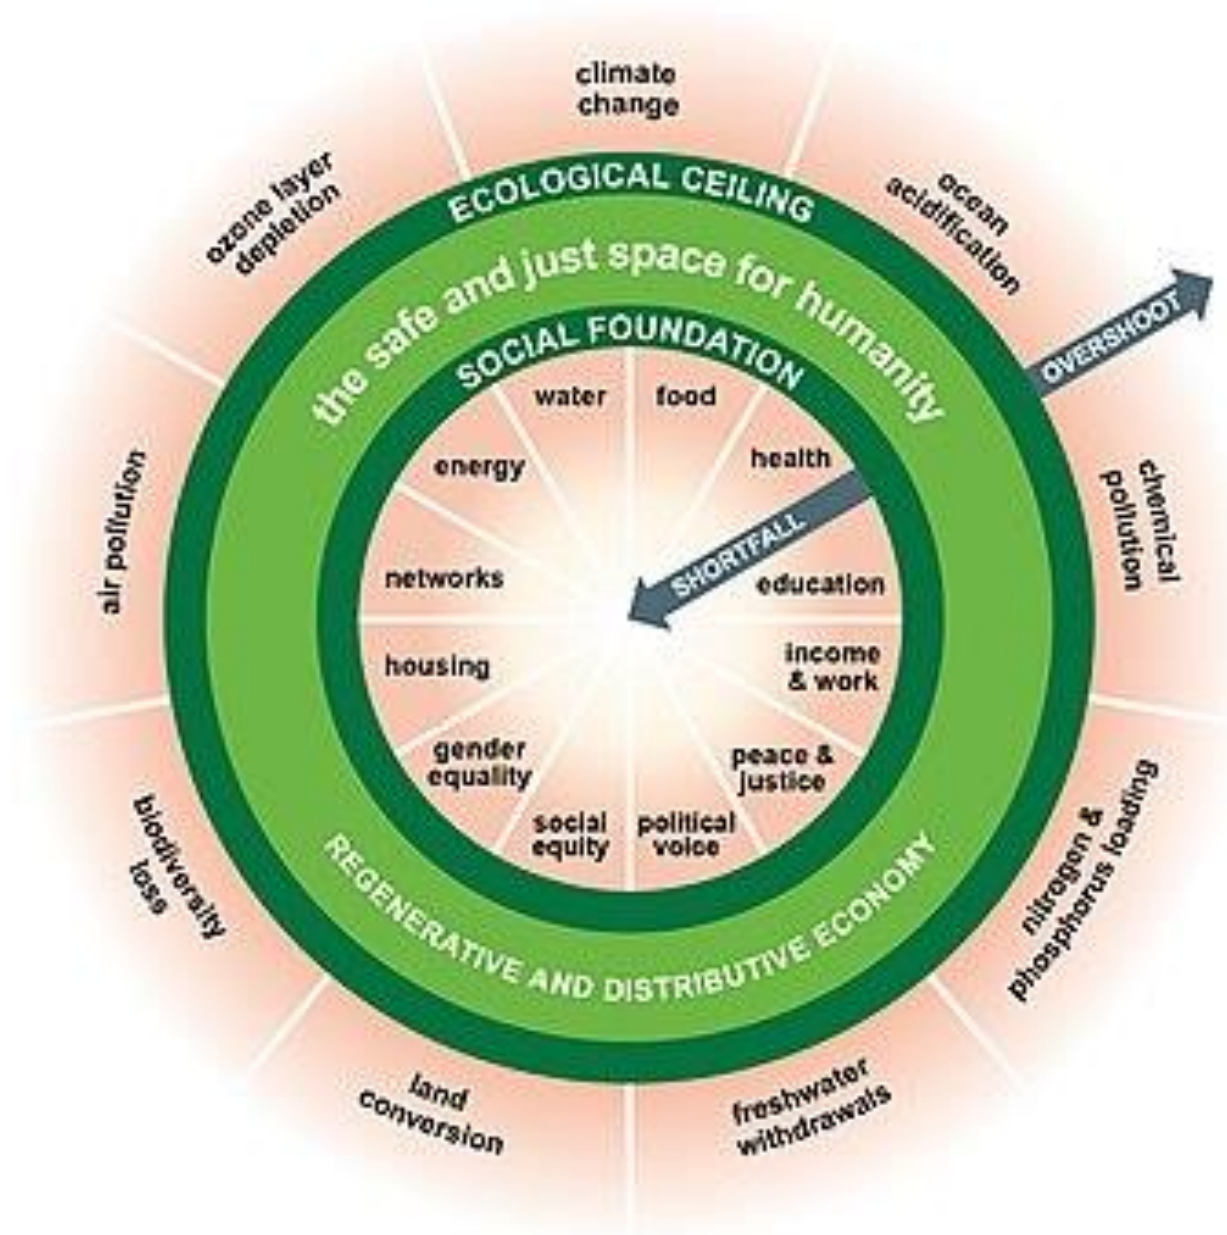 climate
change
ocean
acidification
OVERSHOOT
chemical
pollution
nitrogen &
phosphorus loading
freshwater
withdrawals
land
conversion
biodiversity
loss
air pollution
ozone layer
depletion
ECOLOGICAL CEILING
the safe and just space for humanity
SOCIAL FOUNDATION
water
food
health
SHORTFALL
education
income
& work
peace &
justice
political
voice
social
equity
gender
equality
housing
networks
energy
REGENERATIVE AND DISTRIBUTIVE ECONOMY